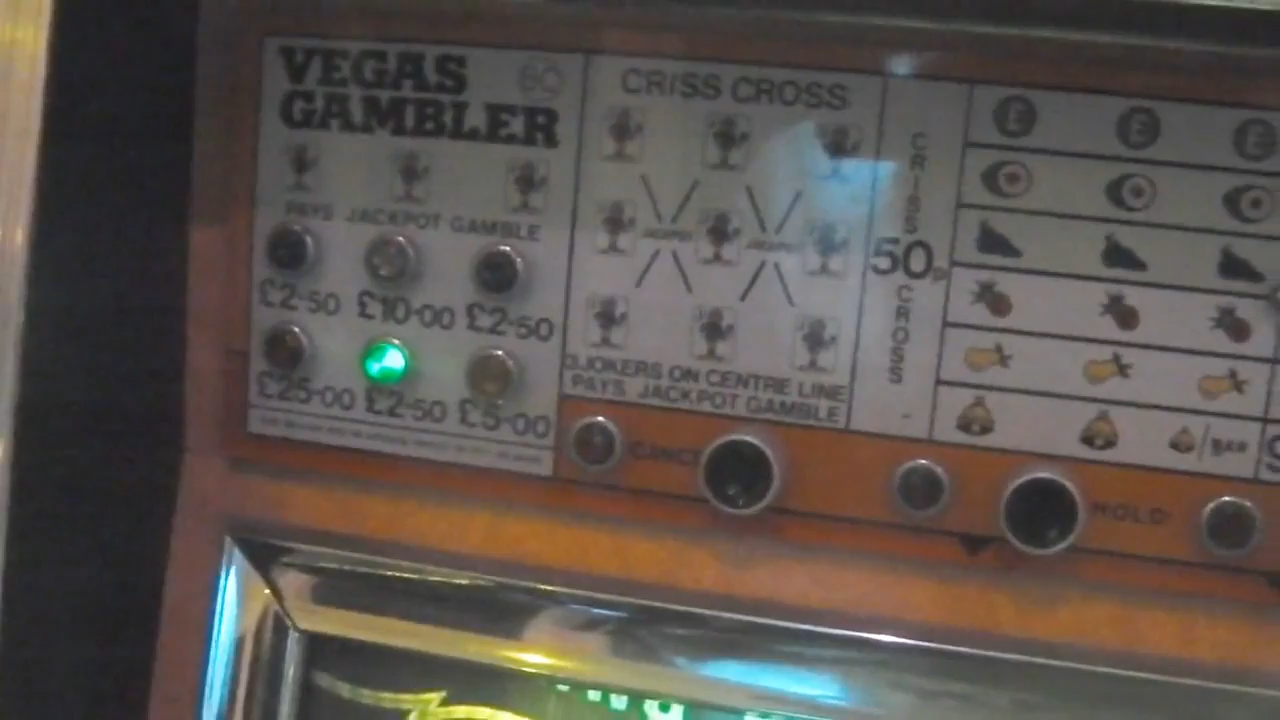 VEGAS
GAMBLER
PAYS JACKPOT GAMBLE
£2·50 £10·00 £2·50
£25·00 £2·50 £5·00
CRISS CROSS
3 JOKERS ON CENTRE LINE
PAYS JACKPOT GAMBLE
CRISS
50p
CROSS
E E E
BAR
CANCEL
HOLD